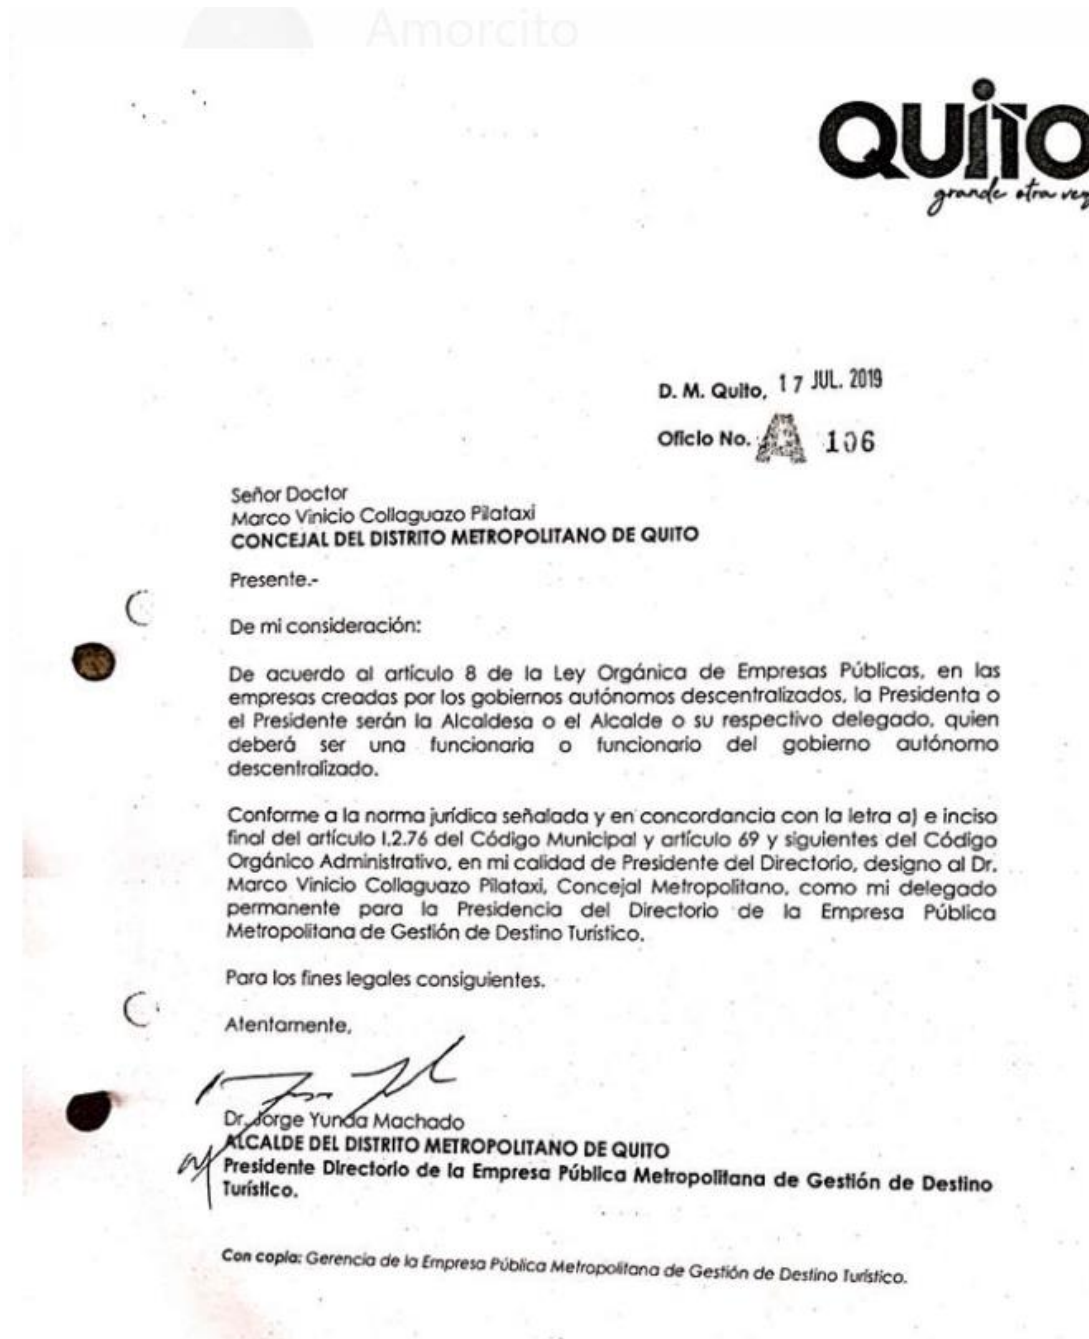 Amorcito
QUITO
grande otra vez
D. M. Quito, 17 JUL. 2019
Oficio No. A 106
Señor Doctor
Marco Vinicio Collaguazo Pilataxi
CONCEJAL DEL DISTRITO METROPOLITANO DE QUITO
Presente.-
De mi consideración:
De acuerdo al artículo 8 de la Ley Orgánica de Empresas Públicas, en las
empresas creadas por los gobiernos autónomos descentralizados, la Presidenta o
el Presidente serán la Alcaldesa o el Alcalde o su respectivo delegado, quien
deberá ser una funcionaria o funcionario del gobierno autónomo
descentralizado.
Conforme a la norma jurídica señalada y en concordancia con la letra a) e inciso
final del artículo I.2.76 del Código Municipal y artículo 69 y siguientes del Código
Orgánico Administrativo, en mi calidad de Presidente del Directorio, designo al Dr.
Marco Vinicio Collaguazo Pilataxi, Concejal Metropolitano, como mi delegado
permanente para la Presidencia del Directorio de la Empresa Pública
Metropolitana de Gestión de Destino Turístico.
Para los fines legales consiguientes.
Atentamente,
Dr. Jorge Yunda Machado
ALCALDE DEL DISTRITO METROPOLITANO DE QUITO
Presidente Directorio de la Empresa Pública Metropolitana de Gestión de Destino
Turístico.
Con copia: Gerencia de la Empresa Pública Metropolitana de Gestión de Destino Turístico.